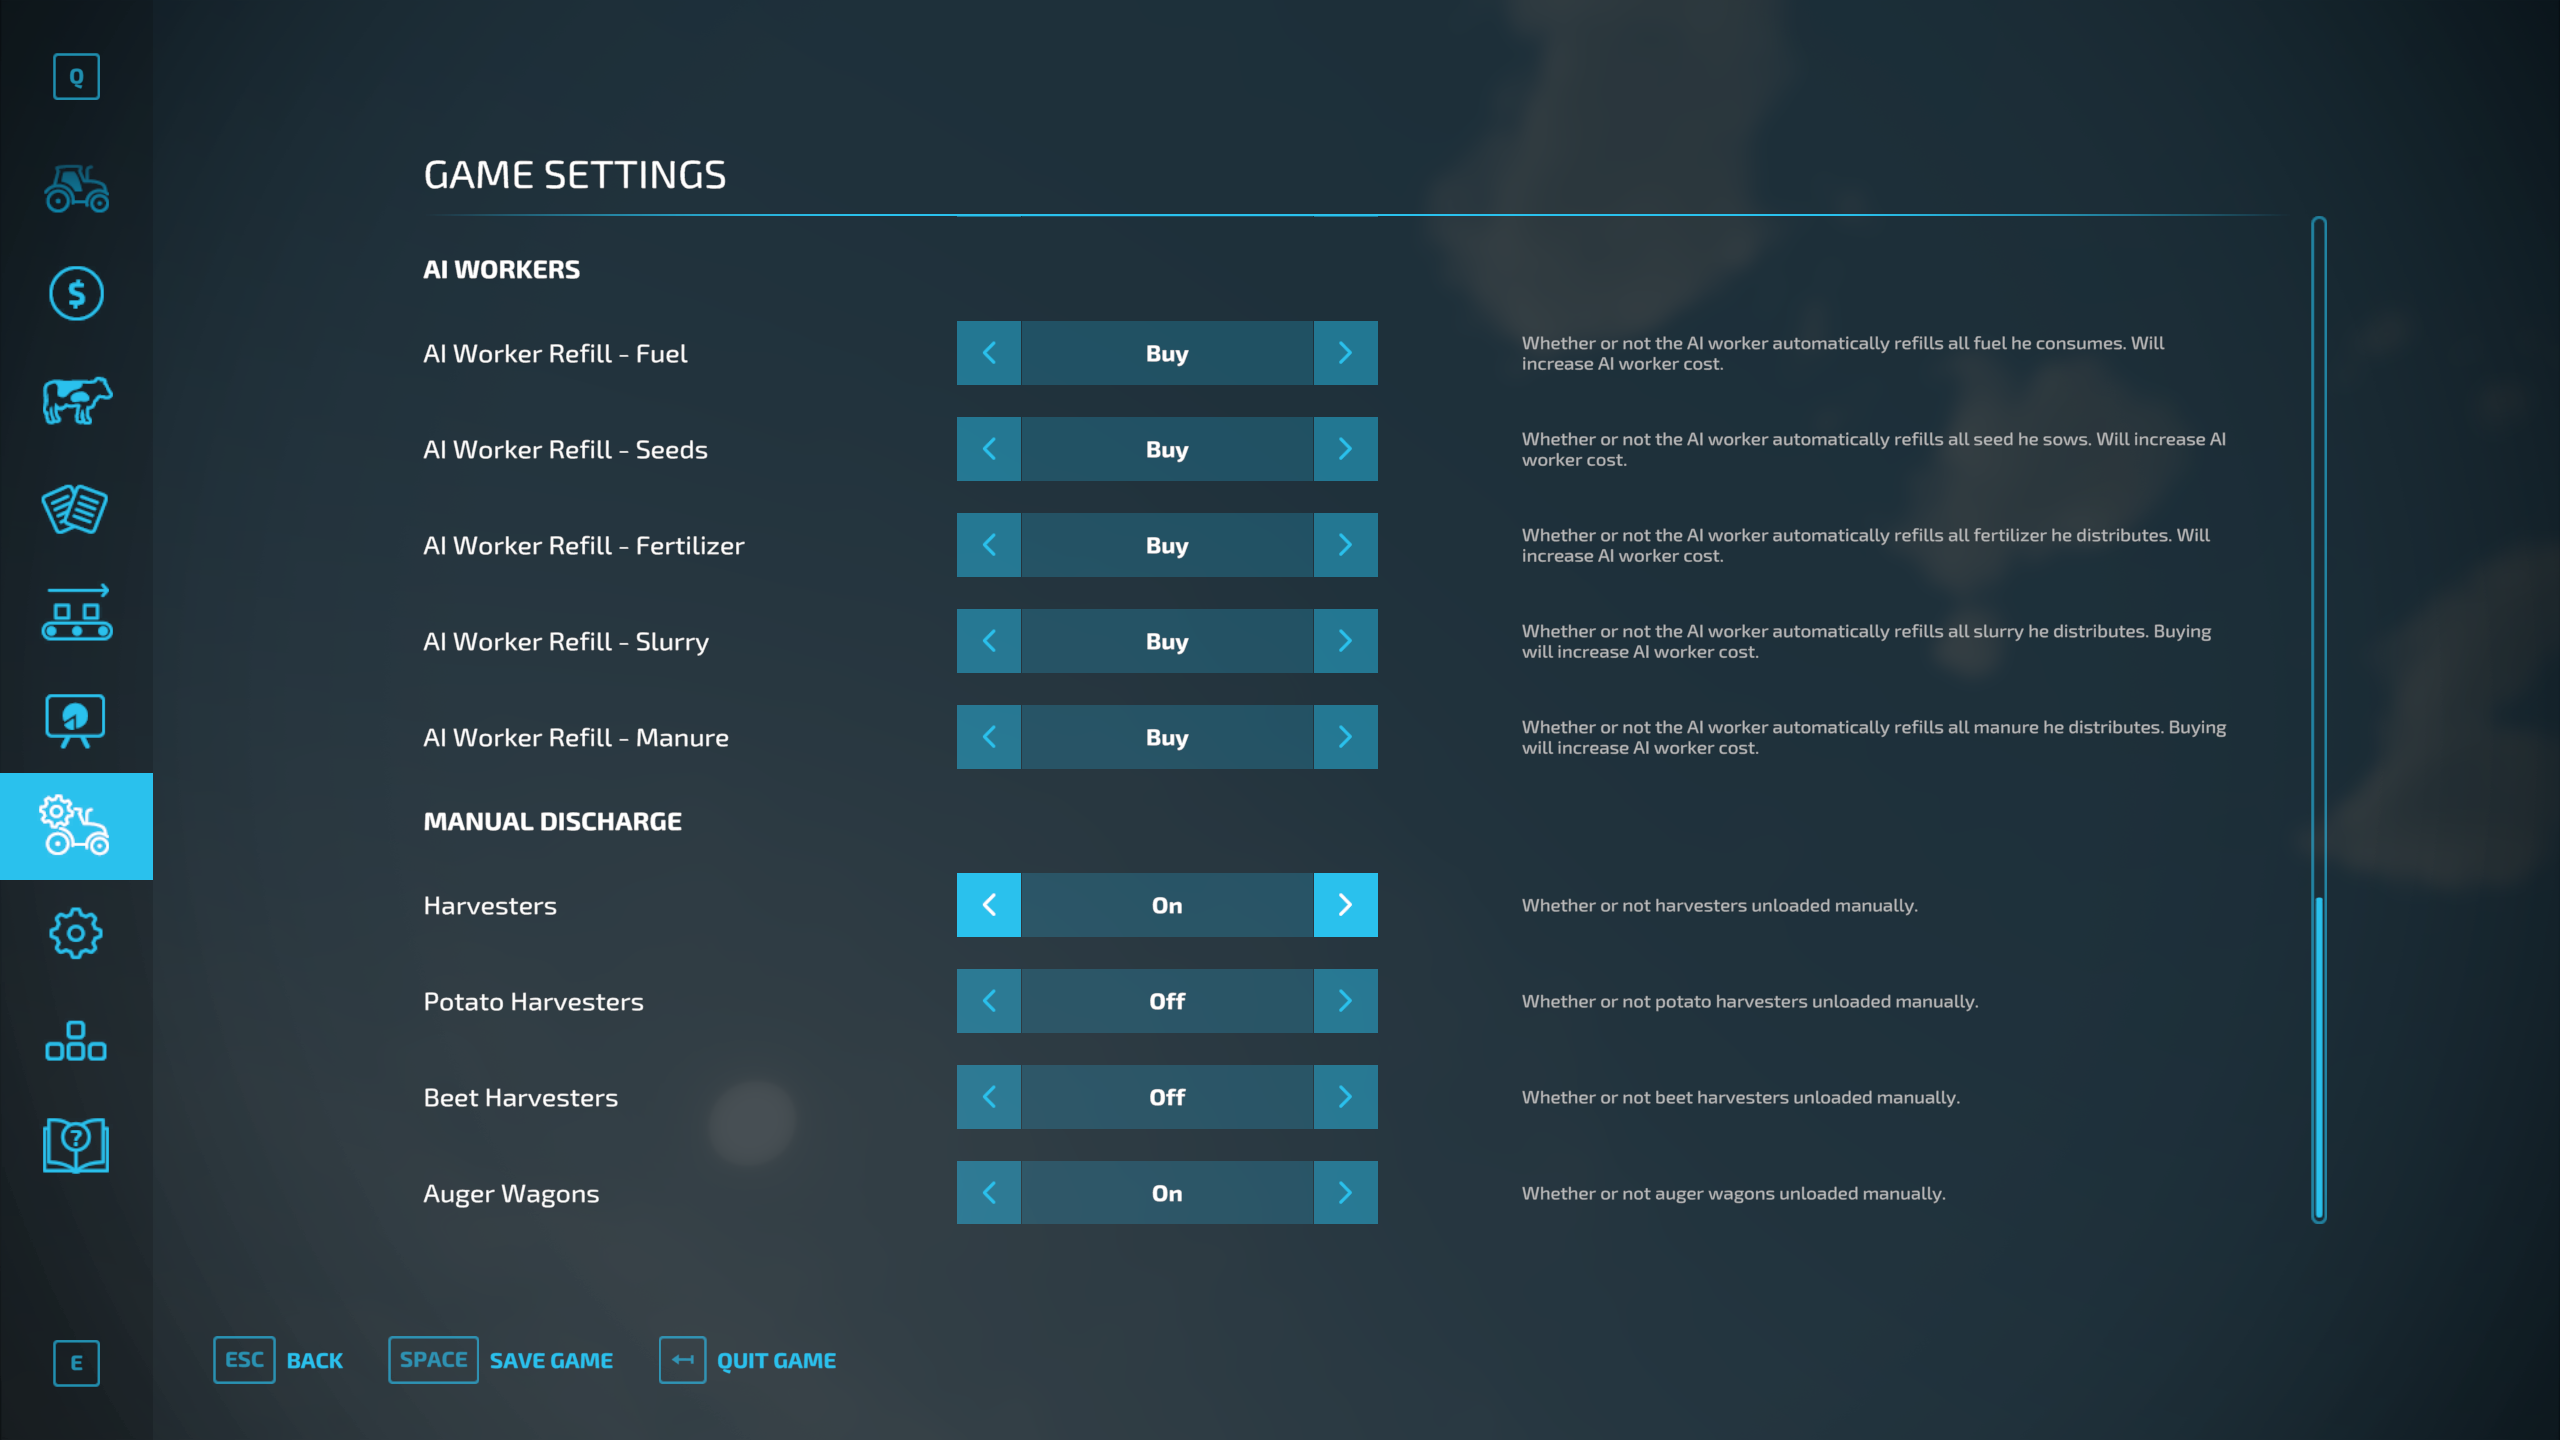 Q
GAME SETTINGS
$
AI WORKERS
AI Worker Refill - Fuel
Buy
Whether or not the AI worker automatically refills all fuel he consumes. Will
increase AI worker cost.
AI Worker Refill - Seeds
Buy
Whether or not the AI worker automatically refills all seed he sows. Will increase AI
worker cost.
AI Worker Refill - Fertilizer
Buy
Whether or not the AI worker automatically refills all fertilizer he distributes. Will
increase AI worker cost.
AI Worker Refill - Slurry
Buy
Whether or not the AI worker automatically refills all slurry he distributes. Buying
will increase AI worker cost.
AI Worker Refill - Manure
Buy
Whether or not the AI worker automatically refills all manure he distributes. Buying
will increase AI worker cost.
MANUAL DISCHARGE
Harvesters
On
Whether or not harvesters unloaded manually.
Potato Harvesters
Off
Whether or not potato harvesters unloaded manually.
Beet Harvesters
Off
Whether or not beet harvesters unloaded manually.
?
Auger Wagons
On
Whether or not auger wagons unloaded manually.
E
ESC BACK
SPACE SAVE GAME
QUIT GAME